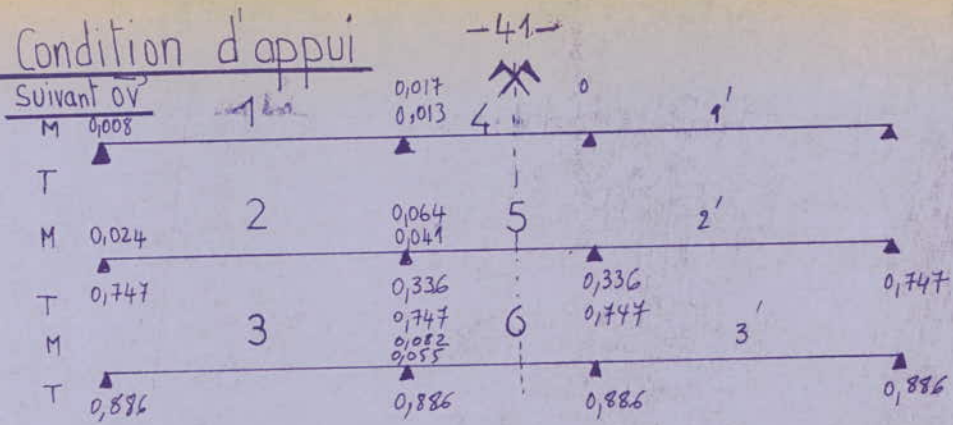 -41-
Condition d'appui
Suivant OV
0,017 0
M 0,008 0,013 4 1'
T
2 0,064 5 2'
M 0,024 0,041
T 0,747 0,336 0,336 0,747
3 0,747 6 0,747 3'
M 0,082
0,055
T 0,886 0,886 0,886 0,886